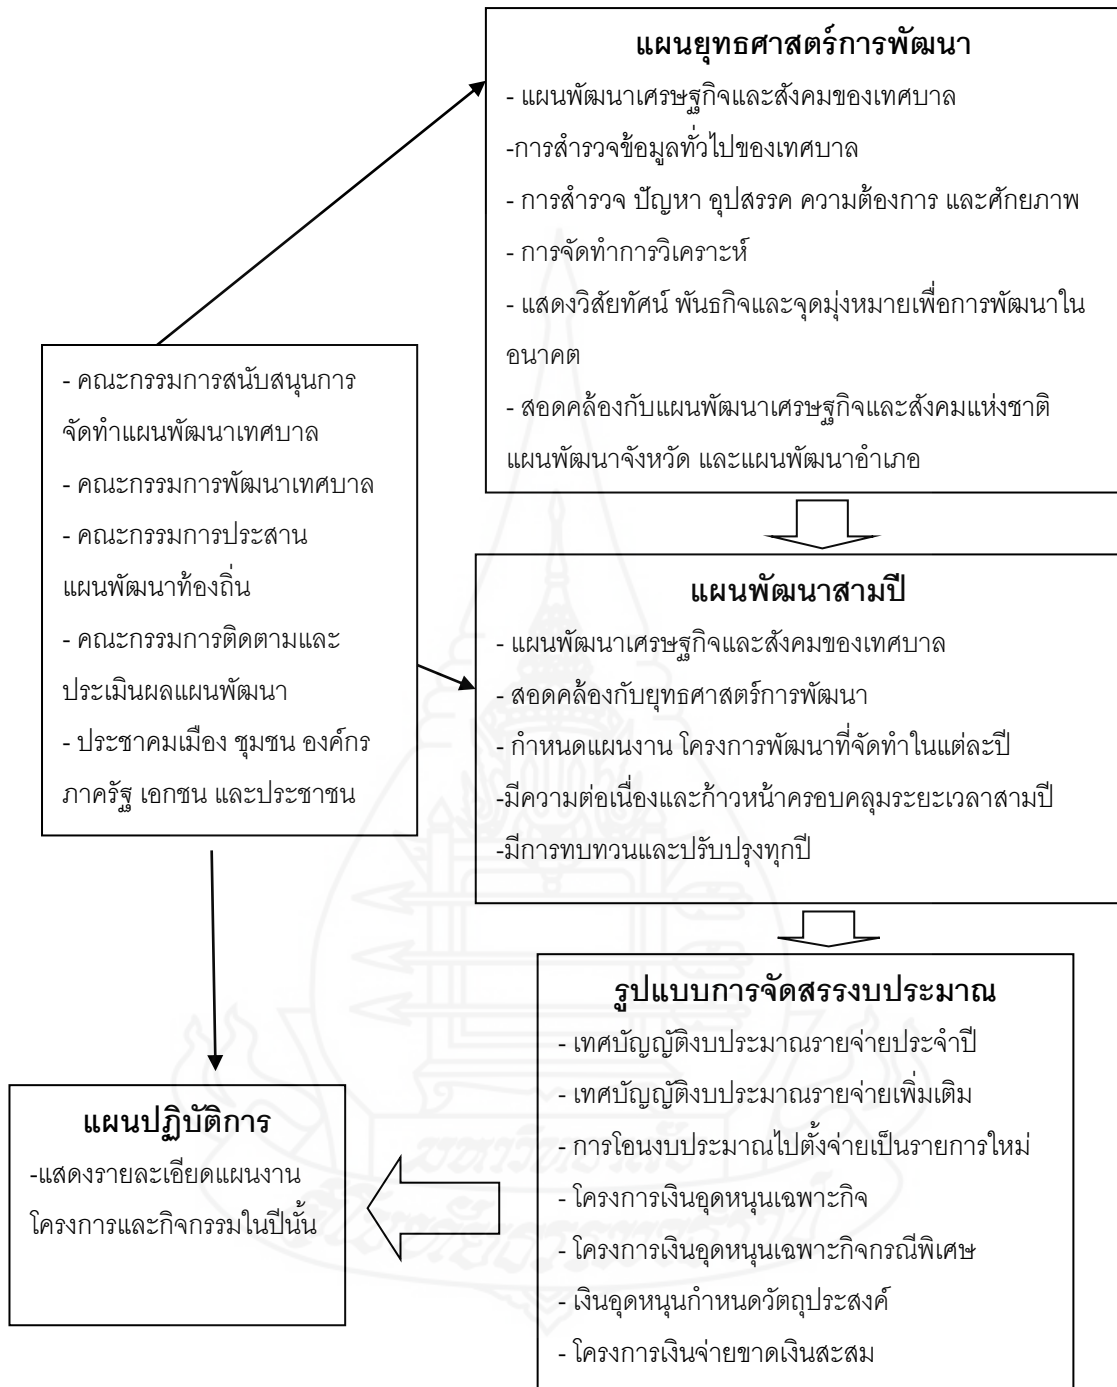 แผนยุทธศาสตร์การพัฒนา
- แผนพัฒนาเศรษฐกิจและสังคมของเทศบาล
-การสำรวจข้อมูลทั่วไปของเทศบาล
- การสำรวจ ปัญหา อุปสรรค ความต้องการ และศักยภาพ
- การจัดทำการวิเคราะห์
- แสดงวิสัยทัศน์ พันธกิจและจุดมุ่งหมายเพื่อการพัฒนาใน
อนาคต
- สอดคล้องกับแผนพัฒนาเศรษฐกิจและสังคมแห่งชาติ
แผนพัฒนาจังหวัด และแผนพัฒนาอำเภอ
- คณะกรรมการสนับสนุนการ
จัดทำแผนพัฒนาเทศบาล
- คณะกรรมการพัฒนาเทศบาล
- คณะกรรมการประสาน
แผนพัฒนาท้องถิ่น
- คณะกรรมการติดตามและ
ประเมินผลแผนพัฒนา
- ประชาคมเมือง ชุมชน องค์กร
ภาครัฐ เอกชน และประชาชน
แผนพัฒนาสามปี
- แผนพัฒนาเศรษฐกิจและสังคมของเทศบาล
- สอดคล้องกับยุทธศาสตร์การพัฒนา
- กำหนดแผนงาน โครงการพัฒนาที่จัดทำในแต่ละปี
-มีความต่อเนื่องและก้าวหน้าครอบคลุมระยะเวลาสามปี
-มีการทบทวนและปรับปรุงทุกปี
รูปแบบการจัดสรรงบประมาณ
- เทศบัญญัติงบประมาณรายจ่ายประจำปี
- เทศบัญญัติงบประมาณรายจ่ายเพิ่มเติม
- การโอนงบประมาณไปตั้งจ่ายเป็นรายการใหม่
- โครงการเงินอุดหนุนเฉพาะกิจ
- โครงการเงินอุดหนุนเฉพาะกิจกรณีพิเศษ
- เงินอุดหนุนกำหนดวัตถุประสงค์
- โครงการเงินจ่ายขาดเงินสะสม
แผนปฏิบัติการ
-แสดงรายละเอียดแผนงาน
โครงการและกิจกรรมในปีนั้น